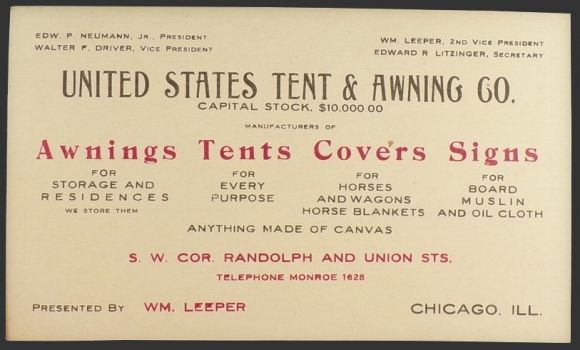 EDW. P. NEUMANN, JR., PRESIDENT
WALTER F. DRIVER, VICE PRESIDENT
WM. LEEPER, 2ND VICE PRESIDENT
EDWARD R. LITZINGER, SECRETARY
UNITED STATES TENT & AWNING CO.
CAPITAL STOCK, $10,000.00
MANUFACTURERS OF
Awnings Tents Covers Signs
FOR
STORAGE AND
RESIDENCES
WE STORE THEM
FOR
EVERY
PURPOSE
FOR
HORSES
AND WAGONS
HORSE BLANKETS
FOR
BOARD
MUSLIN
AND OIL CLOTH
ANYTHING MADE OF CANVAS
S. W. COR. RANDOLPH AND UNION STS.
TELEPHONE MONROE 1628
PRESENTED BY WM. LEEPER
CHICAGO, ILL.